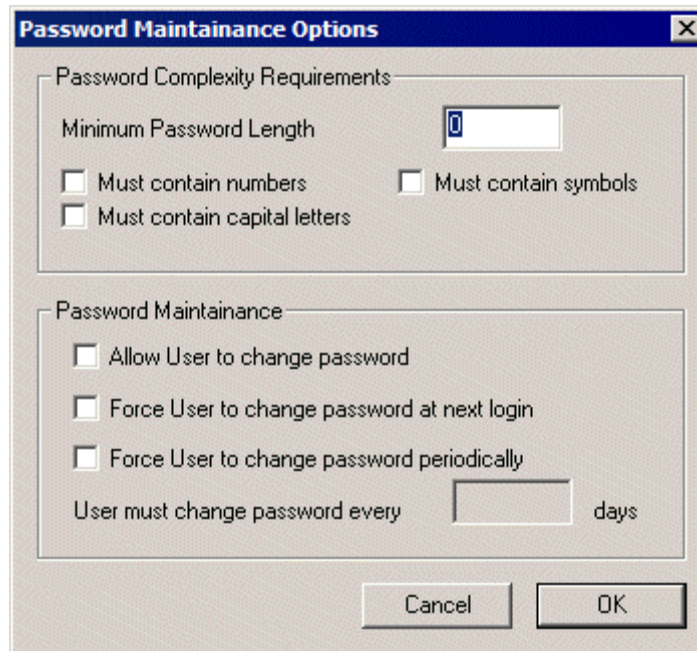 Password Maintainance Options
Password Complexity Requirements
Minimum Password Length 0
Must contain numbers Must contain symbols
Must contain capital letters
Password Maintainance
Allow User to change password
Force User to change password at next login
Force User to change password periodically
User must change password every days
Cancel OK